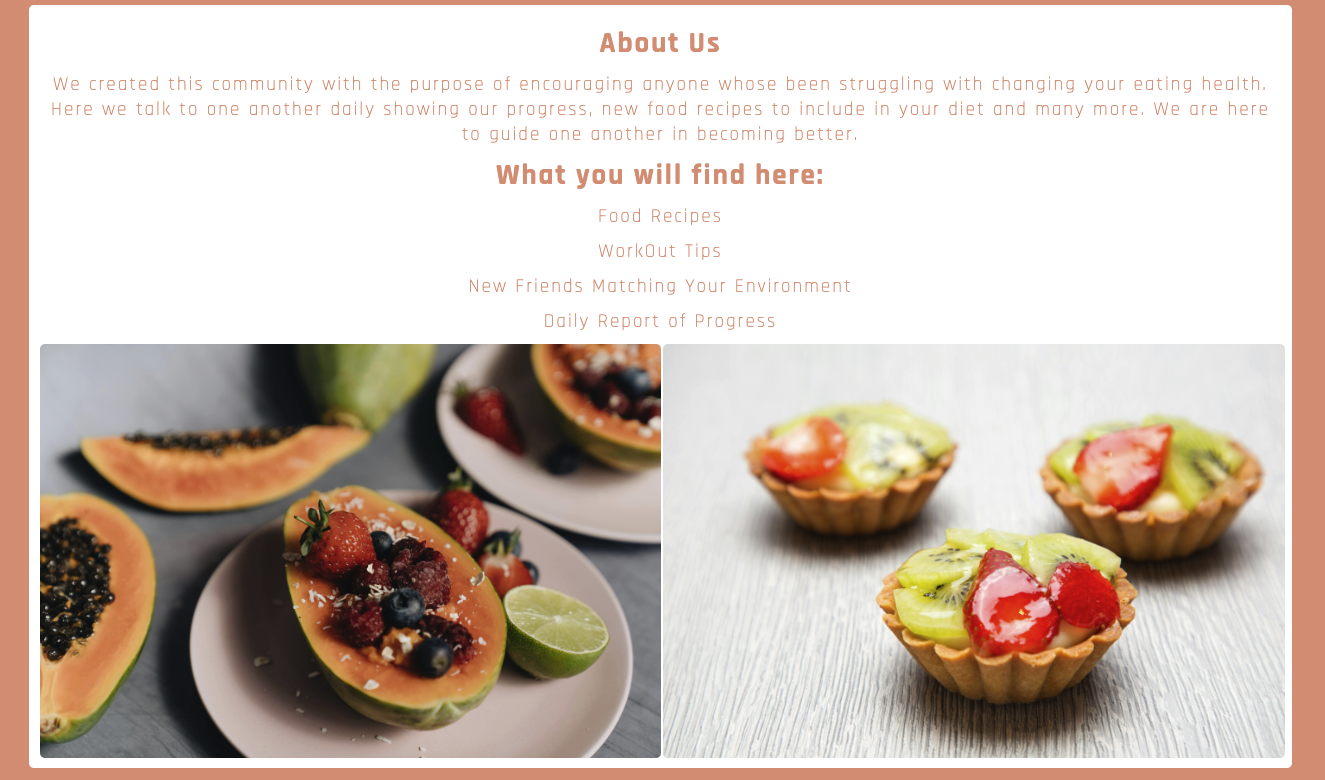 About Us
We created this community with the purpose of encouraging anyone whose been struggling with changing your eating health.
Here we talk to one another daily showing our progress, new food recipes to include in your diet and many more. We are here
to guide one another in becoming better.
What you will find here:
Food Recipes
WorkOut Tips
New Friends Matching Your Environment
Daily Report of Progress